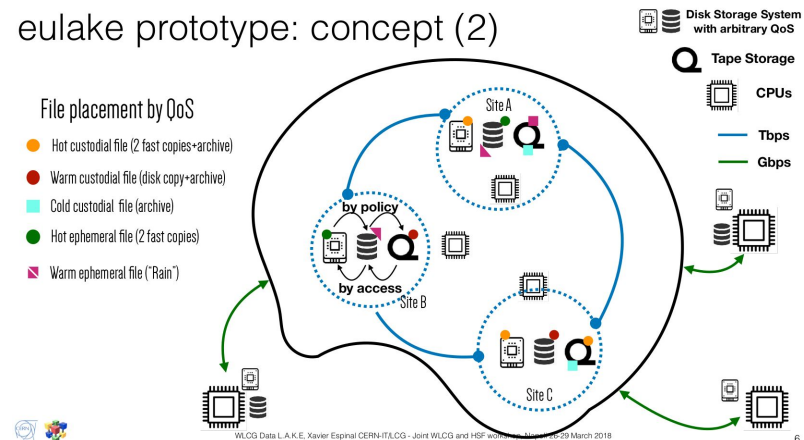 eulake prototype: concept (2)
Disk Storage System
with arbitrary QoS
Tape Storage
CPUs
Tbps
Gbps
File placement by QoS
Hot custodial file (2 fast copies+archive)
Warm custodial file (disk copy+archive)
Cold custodial file (archive)
Hot ephemeral file (2 fast copies)
Warm ephemeral file ("Rain")
Site A
by policy
by access
Site B
Site C
WLCG Data L.A.K.E, Xavier Espinal CERN-IT/LCG - Joint WLCG and HSF workshop, Napoli 26-29 March 2018
6